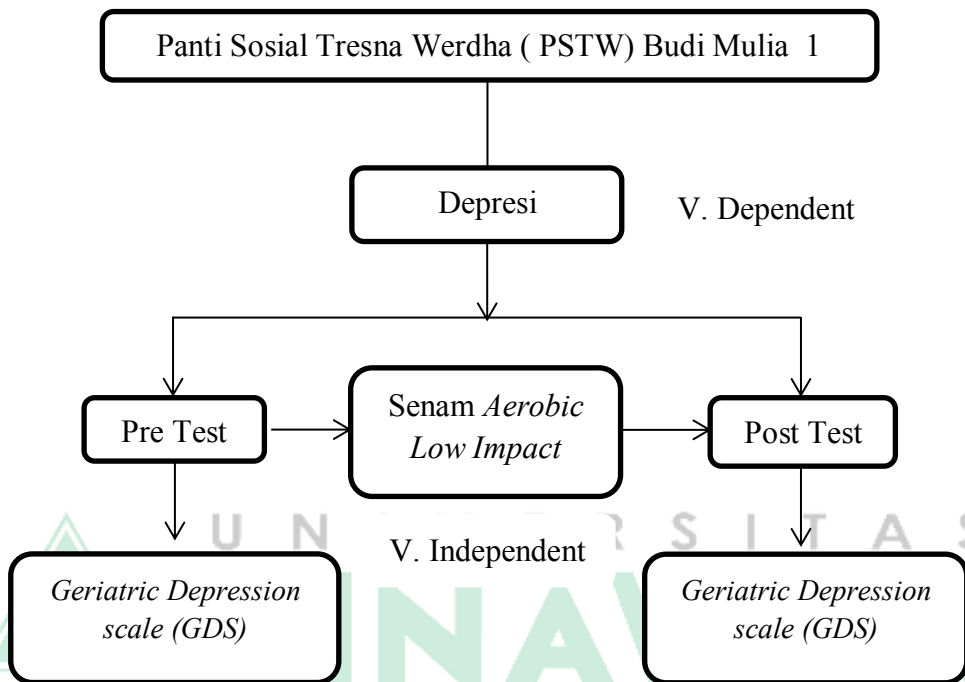 Panti Sosial Tresna Werdha ( PSTW) Budi Mulia 1
Depresi
V. Dependent
Pre Test
Senam Aerobic
Low Impact
Post Test
V. Independent
Geriatric Depression
scale (GDS)
Geriatric Depression
scale (GDS)